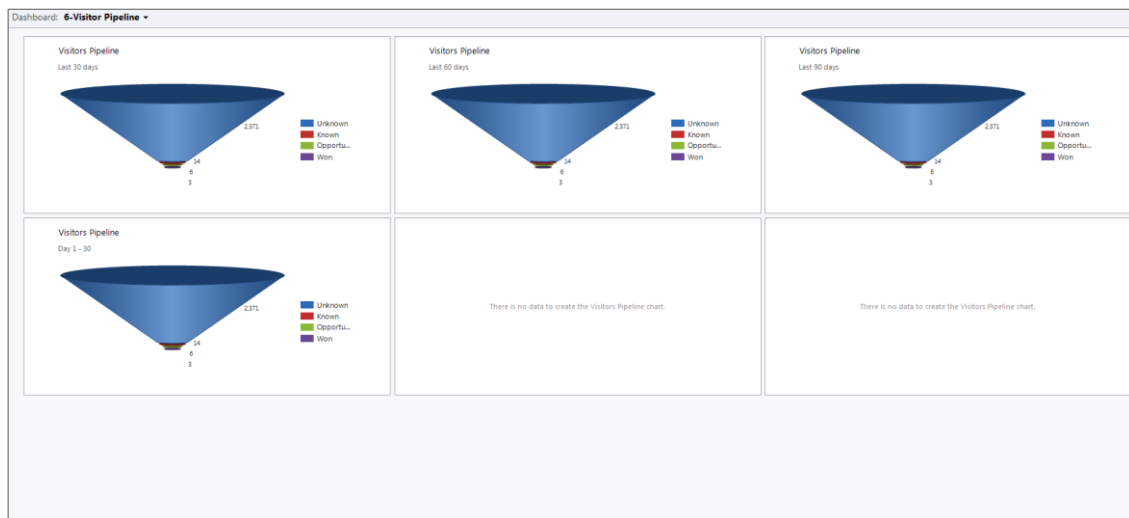 Dashboard: 6-Visitor Pipeline
Visitors Pipeline
Last 30 days
2,371
14
6
3
Unknown
Known
Opportu...
Won
Visitors Pipeline
Last 60 days
2,371
14
6
3
Unknown
Known
Opportu...
Won
Visitors Pipeline
Last 90 days
2,371
14
6
3
Unknown
Known
Opportu...
Won
Visitors Pipeline
Day 1 - 30
2,371
14
6
3
Unknown
Known
Opportu...
Won
There is no data to create the Visitors Pipeline chart.
There is no data to create the Visitors Pipeline chart.